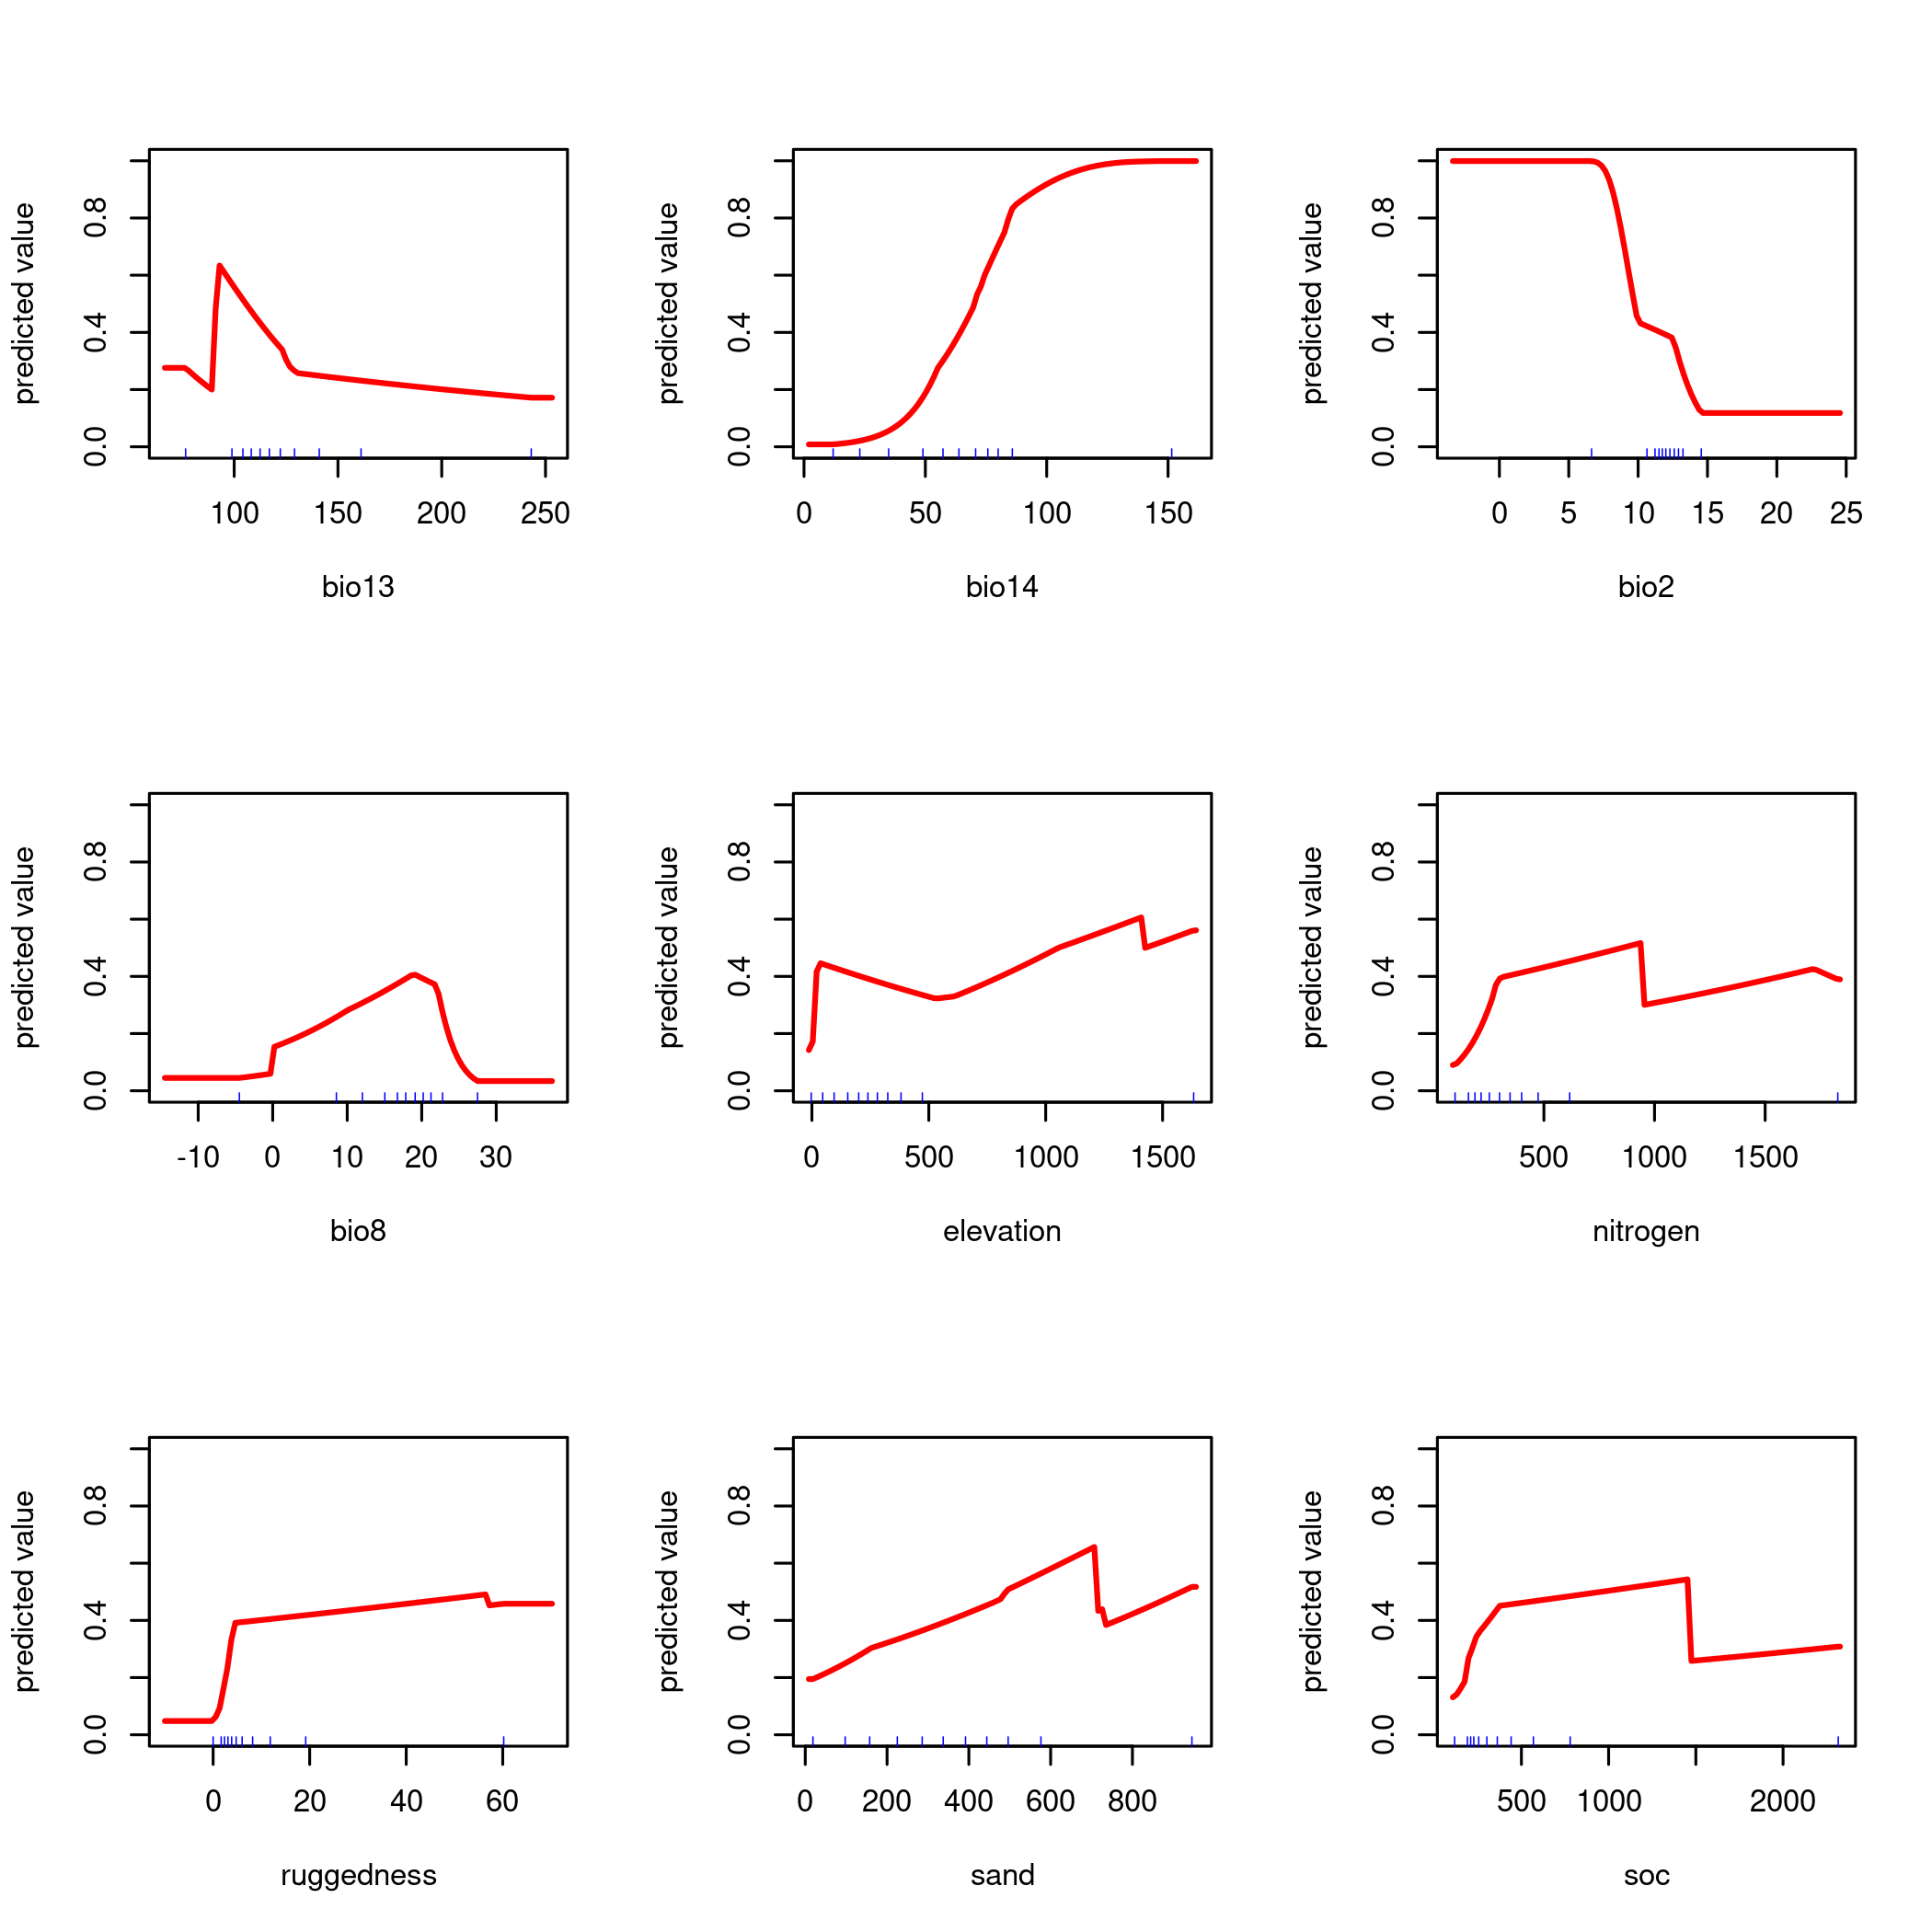 predicted value
0.0 0.4 0.8
100 150 200 250
bio13
predicted value
0.0 0.4 0.8
0 50 100 150
bio14
predicted value
0.0 0.4 0.8
0 5 10 15 20 25
bio2
predicted value
0.0 0.4 0.8
-10 0 10 20 30
bio8
predicted value
0.0 0.4 0.8
0 500 1000 1500
elevation
predicted value
0.0 0.4 0.8
500 1000 1500
nitrogen
predicted value
0.0 0.4 0.8
0 20 40 60
ruggedness
predicted value
0.0 0.4 0.8
0 200 400 600 800
sand
predicted value
0.0 0.4 0.8
500 1000 2000
soc